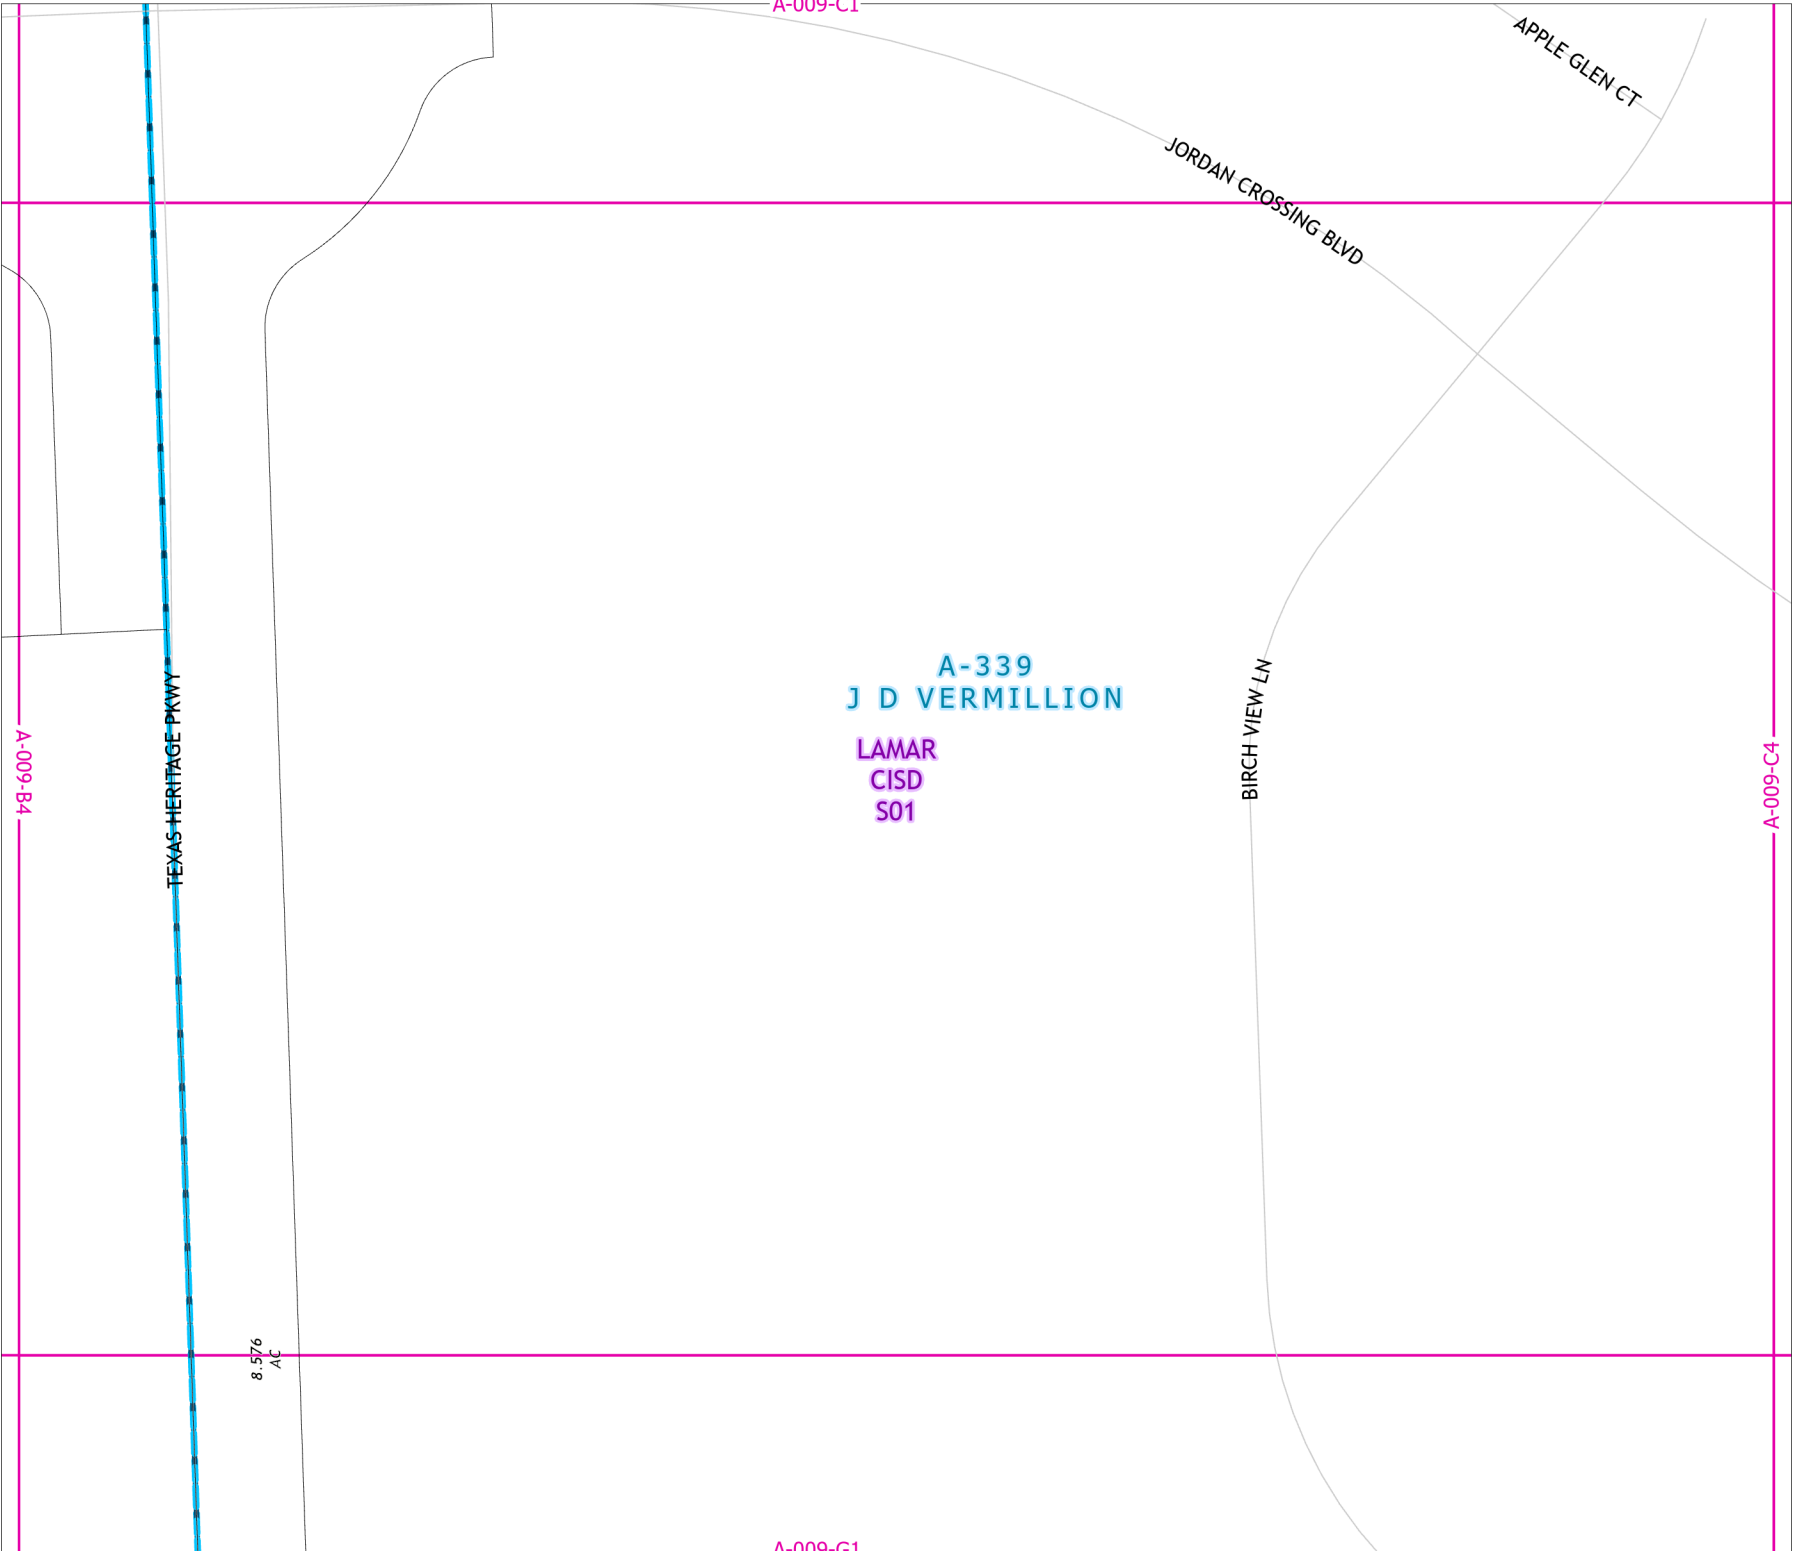 A-009-C1
APPLE GLEN CT
JORDAN CROSSING BLVD
A-339
J D VERMILLION
LAMAR
CISD
S01
BIRCH VIEW LN
TEXAS HERITAGE PKWY
A-009-B4
A-009-C4
8.576
AC
A-009-G1